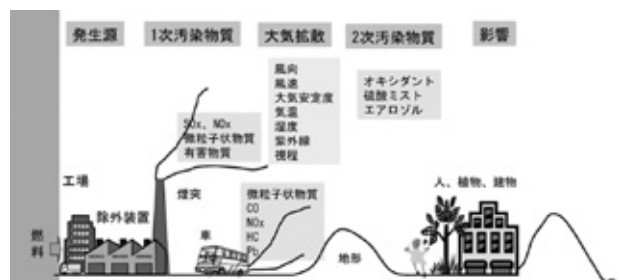 発生源
1次汚染物質
大気拡散
2次汚染物質
影響
風向
風速
大気安定度
気温
湿度
紫外線
視程
オキシダント
硫酸ミスト
エアロゾル
SOx、NOx
微粒子状物質
有害物質
工場
煙突
人、植物、建物
微粒子状物質
CO
NOx
HC
Pb
除外装置
車
燃料
地形